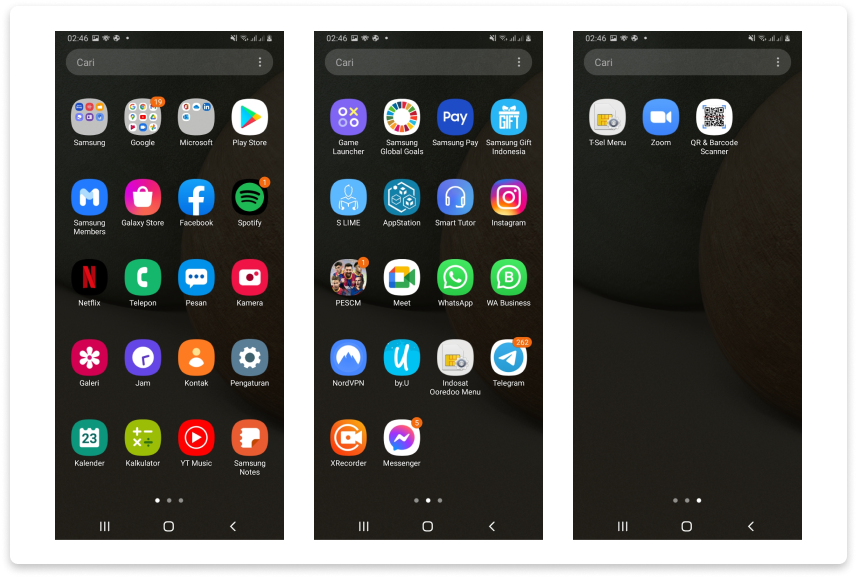 02:46
Cari
19
Samsung
Google
Microsoft
Play Store
1
Samsung
Members
Galaxy Store
Facebook
Spotify
NETFLIX
Netflix
Telepon
Pesan
Kamera
Galeri
Jam
Kontak
Pengaturan
23
Kalender
Kalkulator
YT Music
Samsung
Notes
02:46
Cari
Pay
GIFT
Game
Launcher
Samsung
Global Goals
Samsung Pay
Samsung Gift
Indonesia
S LIME
AppStation
Smart Tutor
Instagram
1
B
PESCM
Meet
WhatsApp
WA Business
U
262
NordVPN
by.U
Indosat
Ooredoo Menu
Telegram
5
XRecorder
Messenger
02:46
Cari
T-Sel Menu
Zoom
QR & Barcode
Scanner